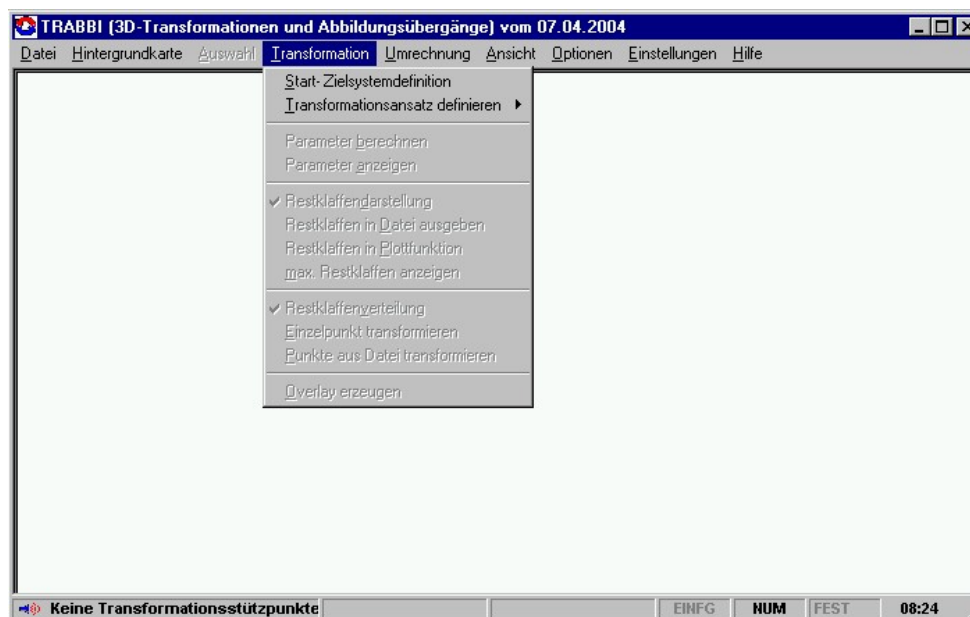 TRABBI (3D-Transformationen und Abbildungsübergänge) vom 07.04.2004
Datei Hintergrundkarte Auswahl Transformation Umrechnung Ansicht Optionen Einstellungen Hilfe
Start- Zielsystemdefinition
Transformationsansatz definieren
Parameter berechnen
Parameter anzeigen
Restklaffendarstellung
Restklaffen in Datei ausgeben
Restklaffen in Plottfunktion
max. Restklaffen anzeigen
Restklaffenverteilung
Einzelpunkt transformieren
Punkte aus Datei transformieren
Overlay erzeugen
Keine Transformationsstützpunkte EINFG NUM FEST 08:24